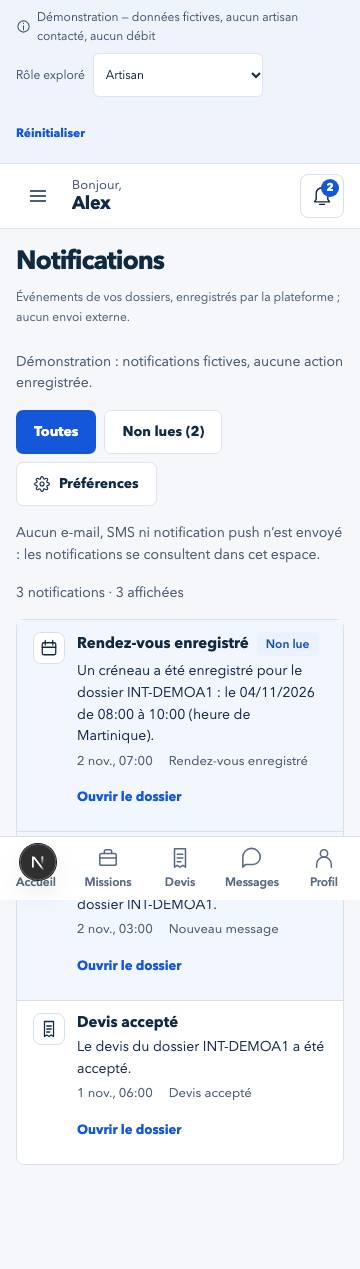 Démonstration — données fictives, aucun artisan
contacté, aucun débit
Rôle exploré
Artisan
Réinitialiser
Bonjour,
Alex
2
Notifications
Événements de vos dossiers, enregistrés par la plateforme ;
aucun envoi externe.
Démonstration : notifications fictives, aucune action
enregistrée.
Toutes
Non lues (2)
Préférences
Aucun e-mail, SMS ni notification push n'est envoyé
: les notifications se consultent dans cet espace.
3 notifications · 3 affichées
Rendez-vous enregistré
Non lue
Un créneau a été enregistré pour le
dossier INT-DEMOA1 : le 04/11/2026
de 08:00 à 10:00 (heure de
Martinique).
2 nov., 07:00 Rendez-vous enregistré
Ouvrir le dossier
N
Accueil
Missions
Devis
Messages
Profil
dossier INT-DEMOA1.
2 nov., 03:00 Nouveau message
Ouvrir le dossier
Devis accepté
Le devis du dossier INT-DEMOA1 a été
accepté.
1 nov., 06:00 Devis accepté
Ouvrir le dossier